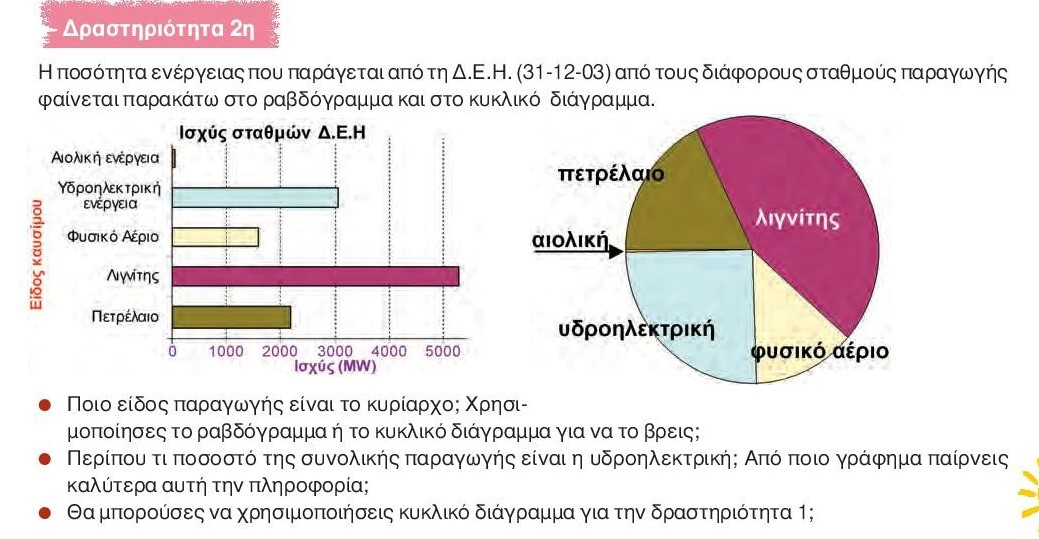 Δραστηριότητα 2η
Η ποσότητα ενέργειας που παράγεται από τη Δ.Ε.Η. (31-12-03) από τους διάφορους σταθμούς παραγωγής
φαίνεται παρακάτω στο ραβδόγραμμα και στο κυκλικό διάγραμμα.
Ισχύς σταθμών Δ.Ε.Η
Είδος καυσίμου
Αιολική ενέργεια
Υδροηλεκτρική
ενέργεια
Φυσικό Αέριο
Λιγνίτης
Πετρέλαιο
0 1000 2000 3000 4000 5000
Ισχύς (MW)
πετρέλαιο
λιγνίτης
αιολική
υδροηλεκτρική
φυσικό αέριο
● Ποιο είδος παραγωγής είναι το κυρίαρχο; Χρησι-
μοποίησες το ραβδόγραμμα ή το κυκλικό διάγραμμα για να το βρεις;
● Περίπου τι ποσοστό της συνολικής παραγωγής είναι η υδροηλεκτρική; Από ποιο γράφημα παίρνεις
καλύτερα αυτή την πληροφορία;
● Θα μπορούσες να χρησιμοποιήσεις κυκλικό διάγραμμα για την δραστηριότητα 1;